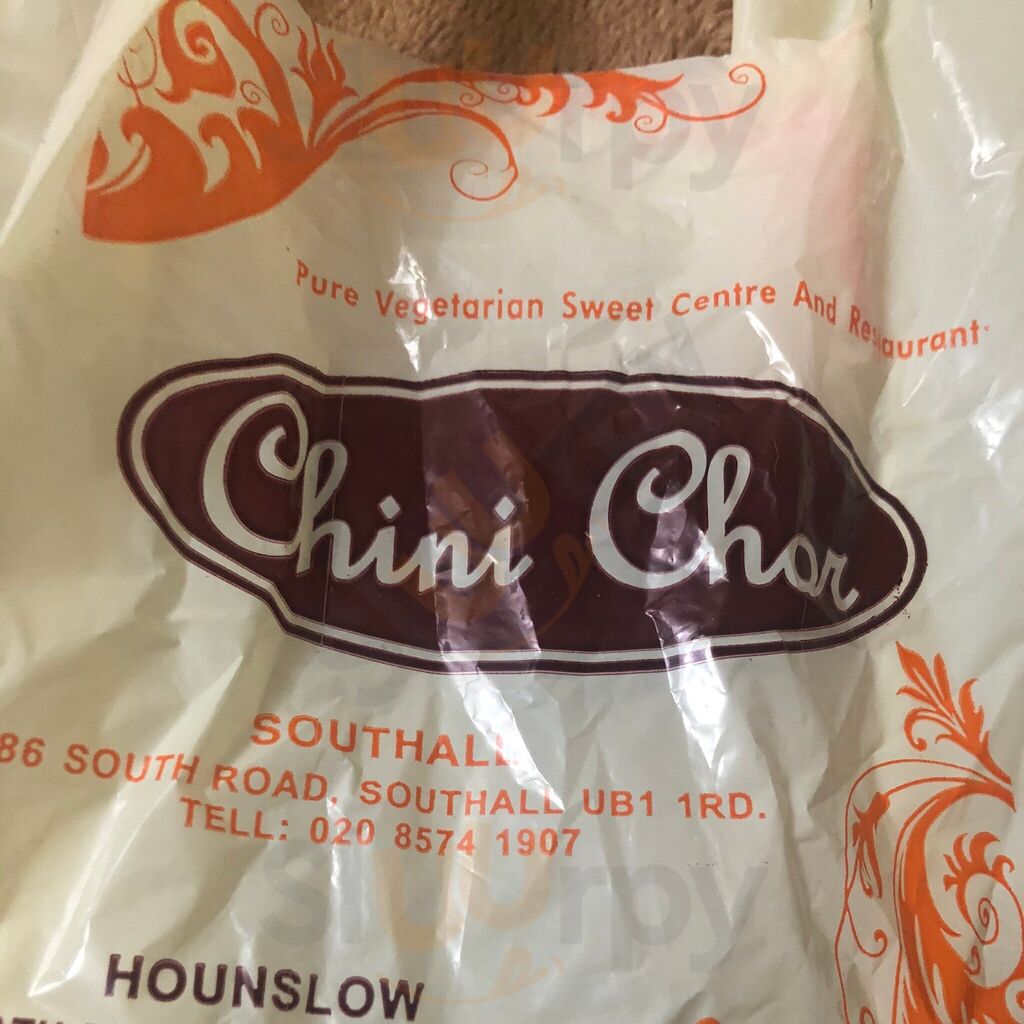 Pure Vegetarian Sweet Centre And Restaurant
Chini Chor
SOUTHALL
86 SOUTH ROAD, SOUTHALL UB1 1RD.
TELL: 020 8574 1907
HOUNSLOW
sluurpy